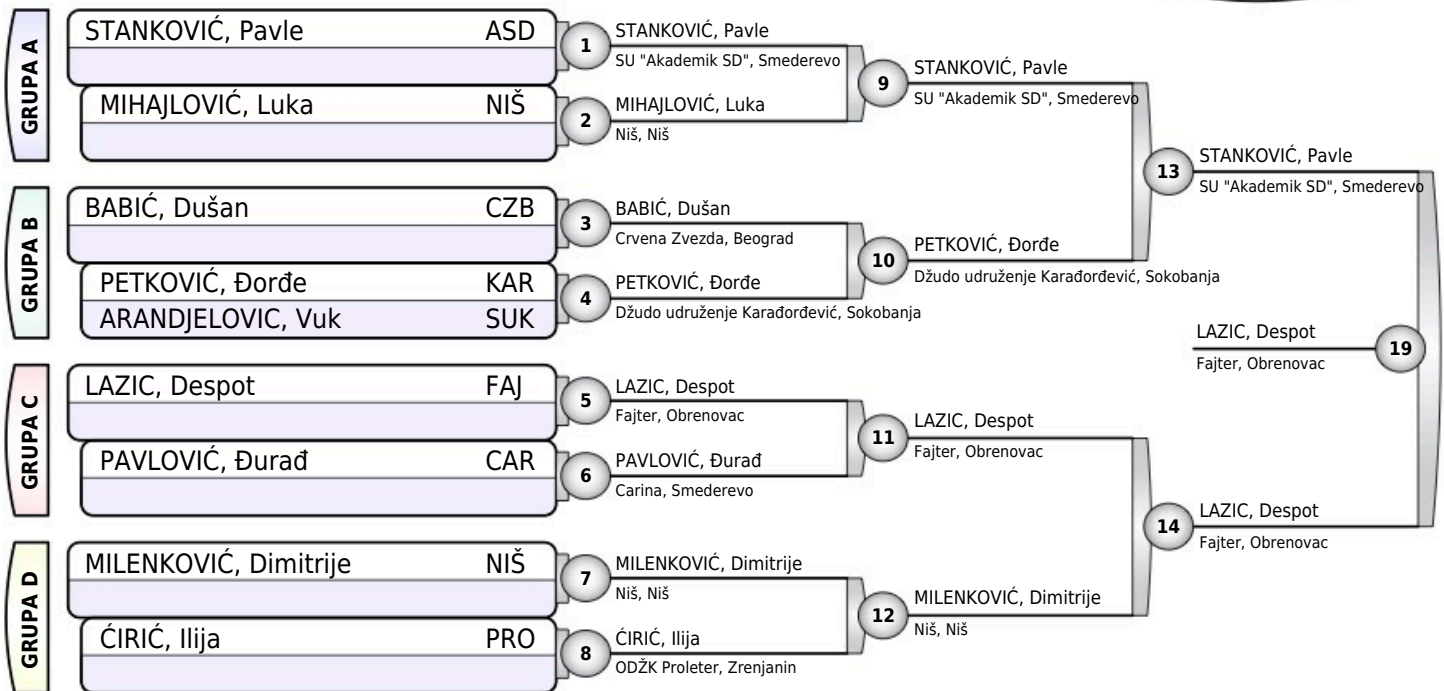 GRUPA A
STANKOVIĆ, Pavle ASD
MIHAJLOVIĆ, Luka NIŠ
GRUPA B
BABIĆ, Dušan CZB
PETKOVIĆ, Đorđe KAR
ARANDJELOVIC, Vuk SUK
GRUPA C
LAZIC, Despot FAJ
PAVLOVIĆ, Đurađ CAR
GRUPA D
MILENKOVIĆ, Dimitrije NIŠ
ĆIRIĆ, Ilija PRO
1
STANKOVIĆ, Pavle
SU "Akademik SD", Smederevo
2
MIHAJLOVIĆ, Luka
Niš, Niš
3
BABIĆ, Dušan
Crvena Zvezda, Beograd
4
PETKOVIĆ, Đorđe
Džudo udruženje Karađorđević, Sokobanja
5
LAZIC, Despot
Fajter, Obrenovac
6
PAVLOVIĆ, Đurađ
Carina, Smederevo
7
MILENKOVIĆ, Dimitrije
Niš, Niš
8
ĆIRIĆ, Ilija
ODŽK Proleter, Zrenjanin
9
STANKOVIĆ, Pavle
SU "Akademik SD", Smederevo
10
PETKOVIĆ, Đorđe
Džudo udruženje Karađorđević, Sokobanja
11
LAZIC, Despot
Fajter, Obrenovac
12
MILENKOVIĆ, Dimitrije
Niš, Niš
13
STANKOVIĆ, Pavle
SU "Akademik SD", Smederevo
14
LAZIC, Despot
Fajter, Obrenovac
LAZIC, Despot
Fajter, Obrenovac
19